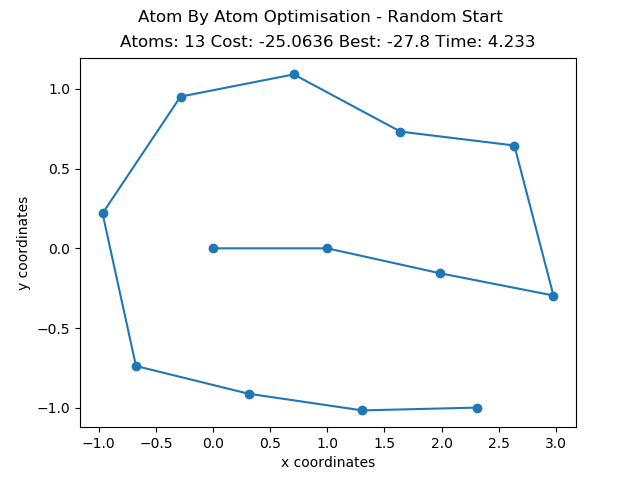 Atom By Atom Optimisation - Random Start
Atoms: 13 Cost: -25.0636 Best: -27.8 Time: 4.233
1.0
0.5
0.0
−0.5
−1.0
y coordinates
−1.0 −0.5 0.0 0.5 1.0 1.5 2.0 2.5 3.0
x coordinates